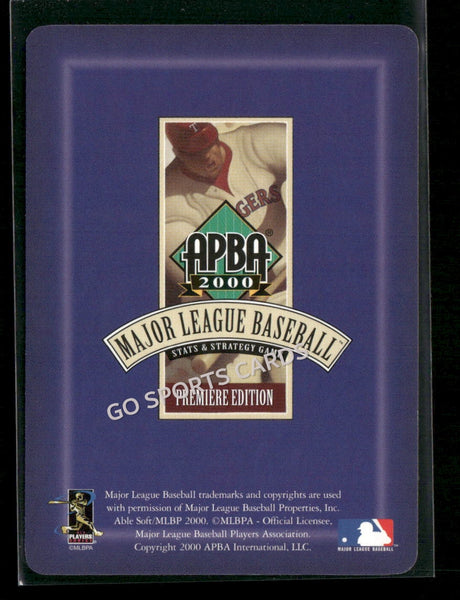 T
GERS
APBA®
2000
MAJOR LEAGUE BASEBALL™
STATS & STRATEGY GAME
GO SPORTS CARDS
PREMIERE EDITION
Major League Baseball trademarks and copyrights are used
with permission of Major League Baseball Properties, Inc.
Able Soft/MLBP 2000. ©MLBPA - Official Licensee,
Major League Baseball Players Association.
Copyright 2000 APBA International, LLC.
PLAYERS
©MLBPA
MAJOR LEAGUE BASEBALL